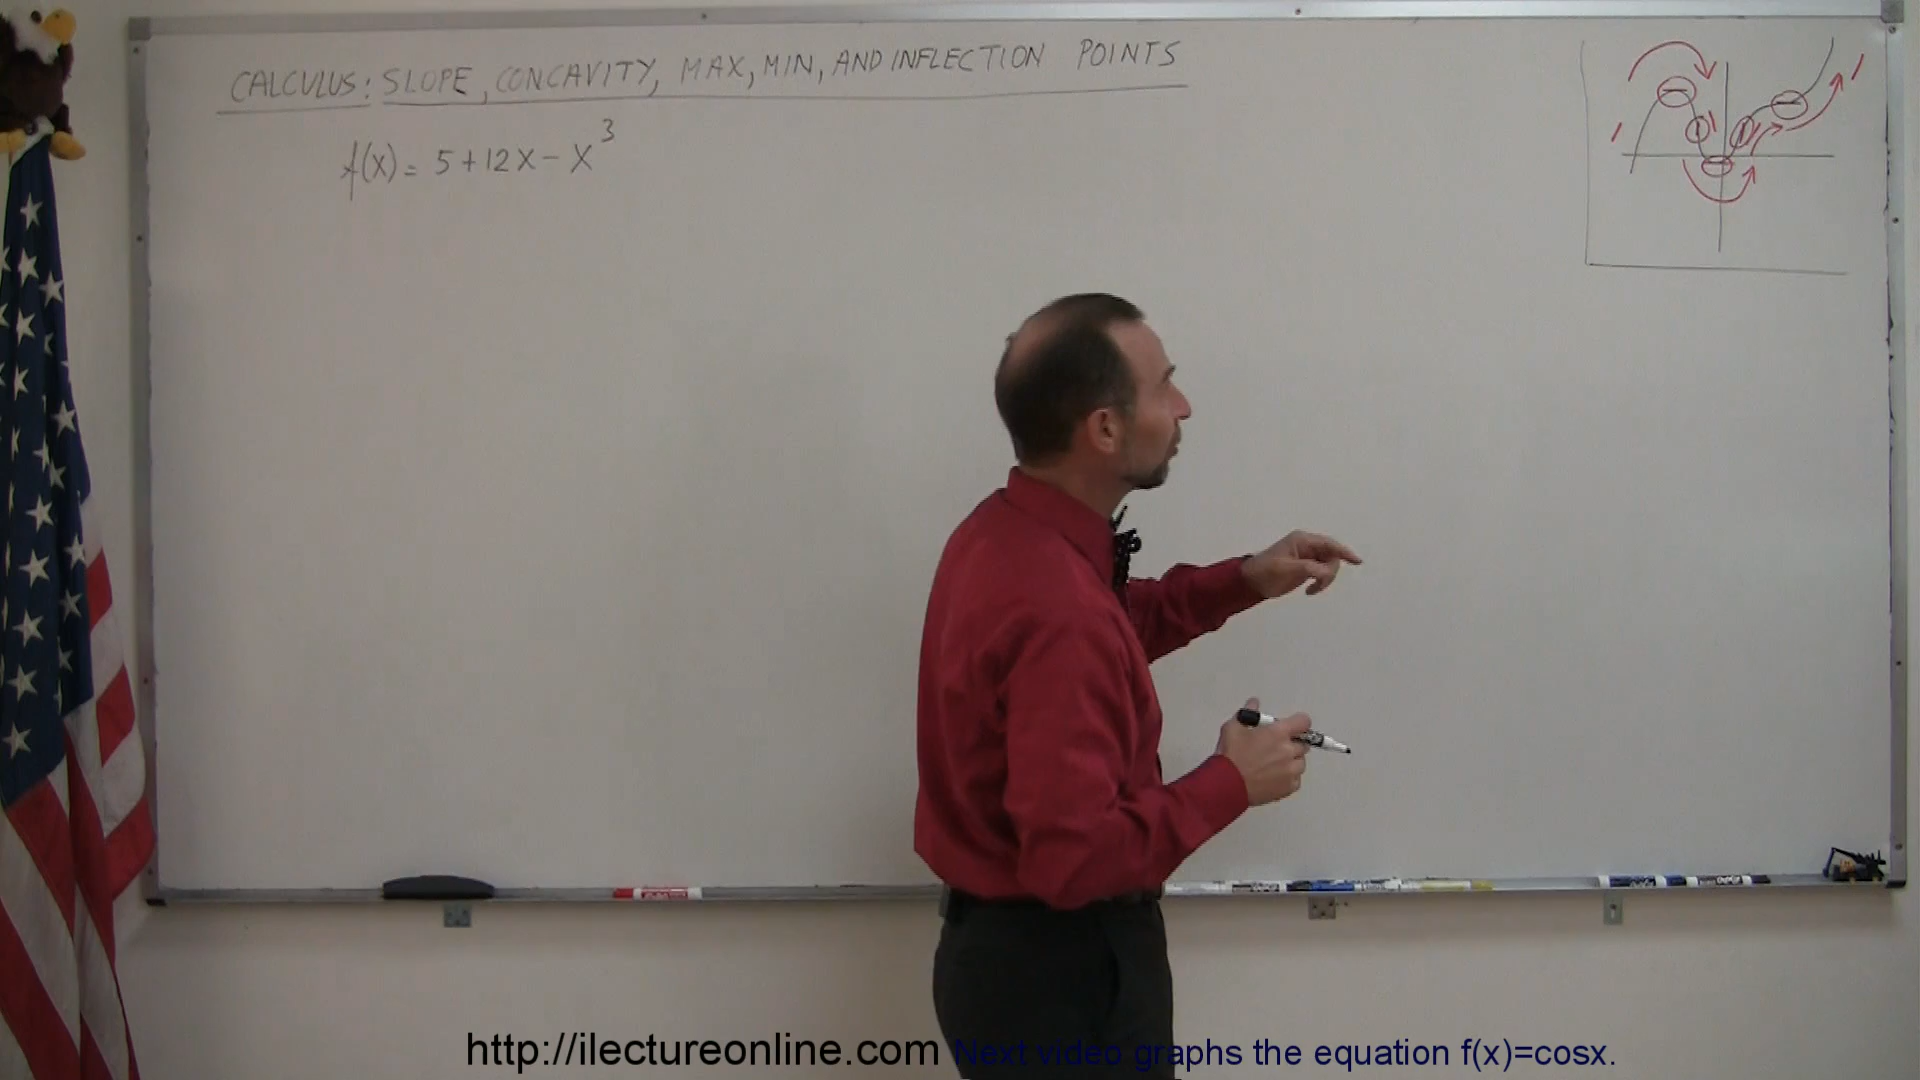 CALCULUS: SLOPE, CONCAVITY, MAX, MIN, AND INFLECTION POINTS
f(x) = 5 + 12x - x³
http://ilectureonline.com Next video graphs the equation f(x)=cosx.